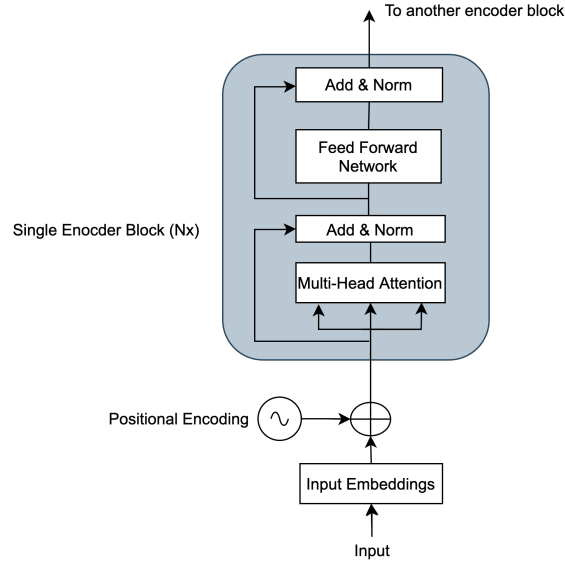 To another encoder block
Add & Norm
Feed Forward
Network
Single Enocder Block (Nx)
Add & Norm
Multi-Head Attention
Positional Encoding
Input Embeddings
Input